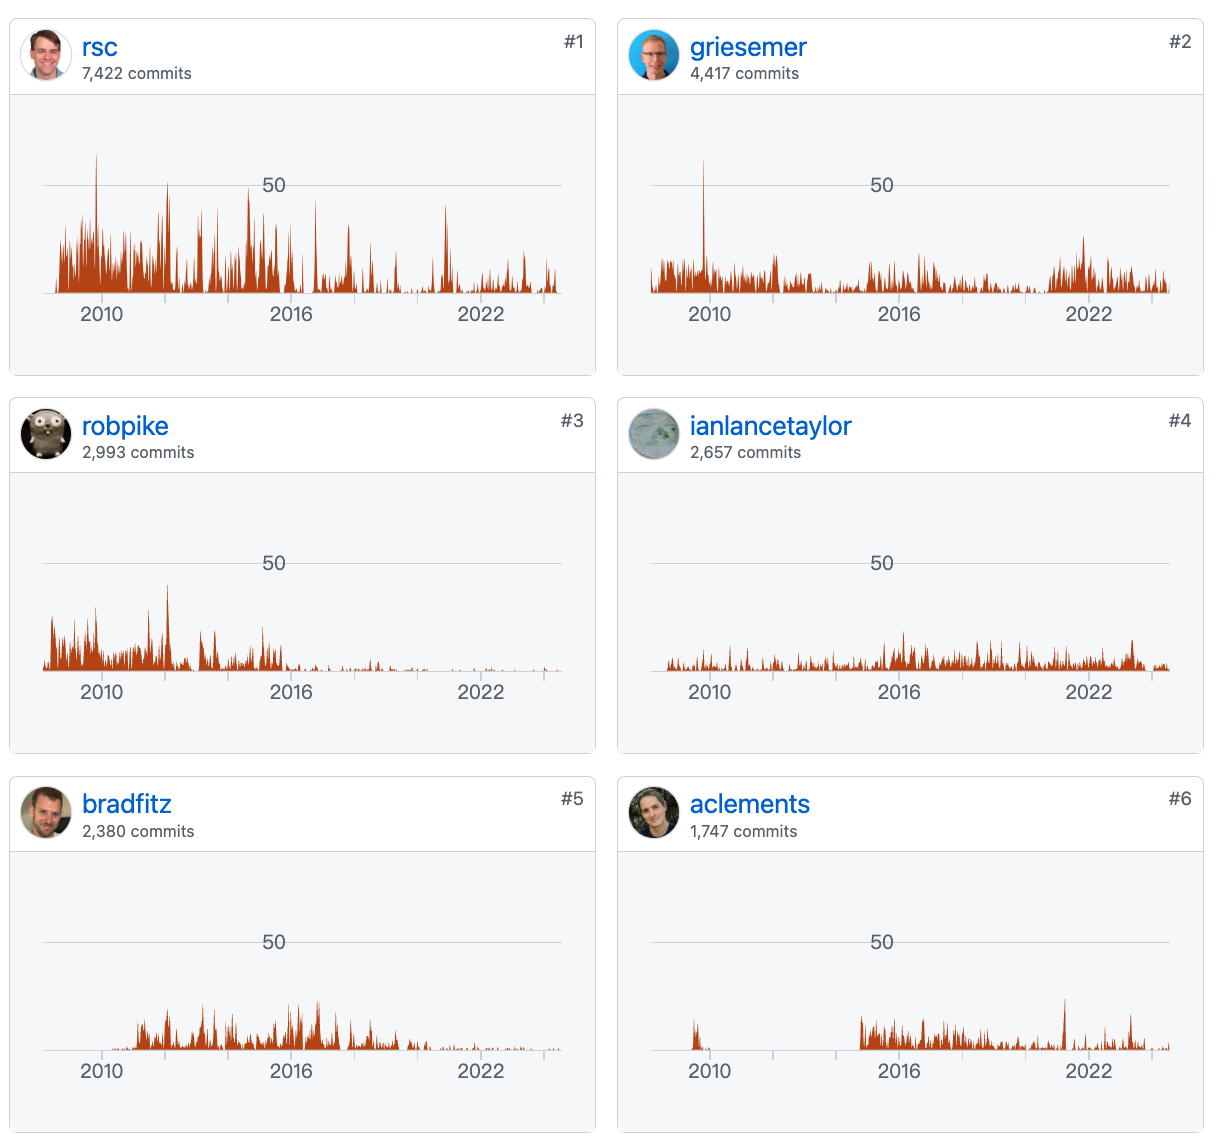 rsc
#1
7,422 commits
50
2010 2016 2022
griesemer
#2
4,417 commits
50
2010 2016 2022
robpike
#3
2,993 commits
50
2010 2016 2022
ianlancetaylor
#4
2,657 commits
50
2010 2016 2022
bradfitz
#5
2,380 commits
50
2010 2016 2022
aclements
#6
1,747 commits
50
2010 2016 2022